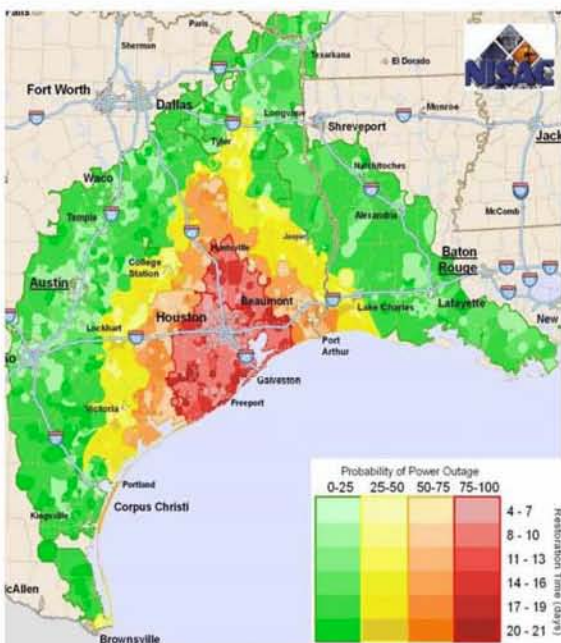 Paris
Sherman
Texarkana
El Dorado
NISAC
Fort Worth
Dallas
Longview
Monroe
Tyler
Shreveport
Jack
Waco
Natchitoches
Temple
Alexandria
McComb
Jasper
Huntsville
College
Station
Baton
Rouge
Austin
Beaumont
Houston
Lake Charles
Lafayette
New
Lockhart
Port
Arthur
Galveston
Freeport
Victoria
Portland
Corpus Christi
Kingsville
McAllen
Brownsville
Probability of Power Outage
0-25 25-50 50-75 75-100
4 - 7
8 - 10
11 - 13
14 - 16
17 - 19
20 - 21
Restoration Time (days)